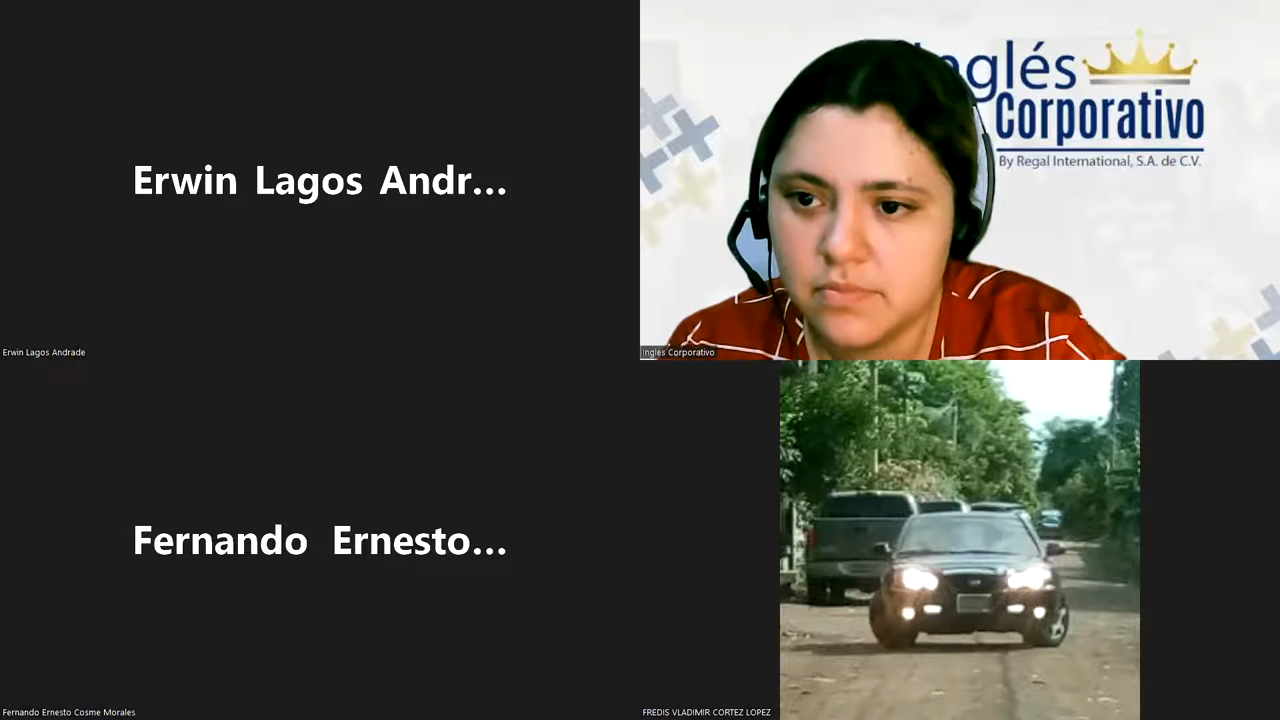 Erwin Lagos Andr...
Erwin Lagos Andrade
Inglés
Corporativo
By Regal International, S.A. de C.V.
Inglés Corporativo
Fernando Ernesto...
Fernando Ernesto Cosme Morales
FREDIS VLADIMIR CORTEZ LOPEZ